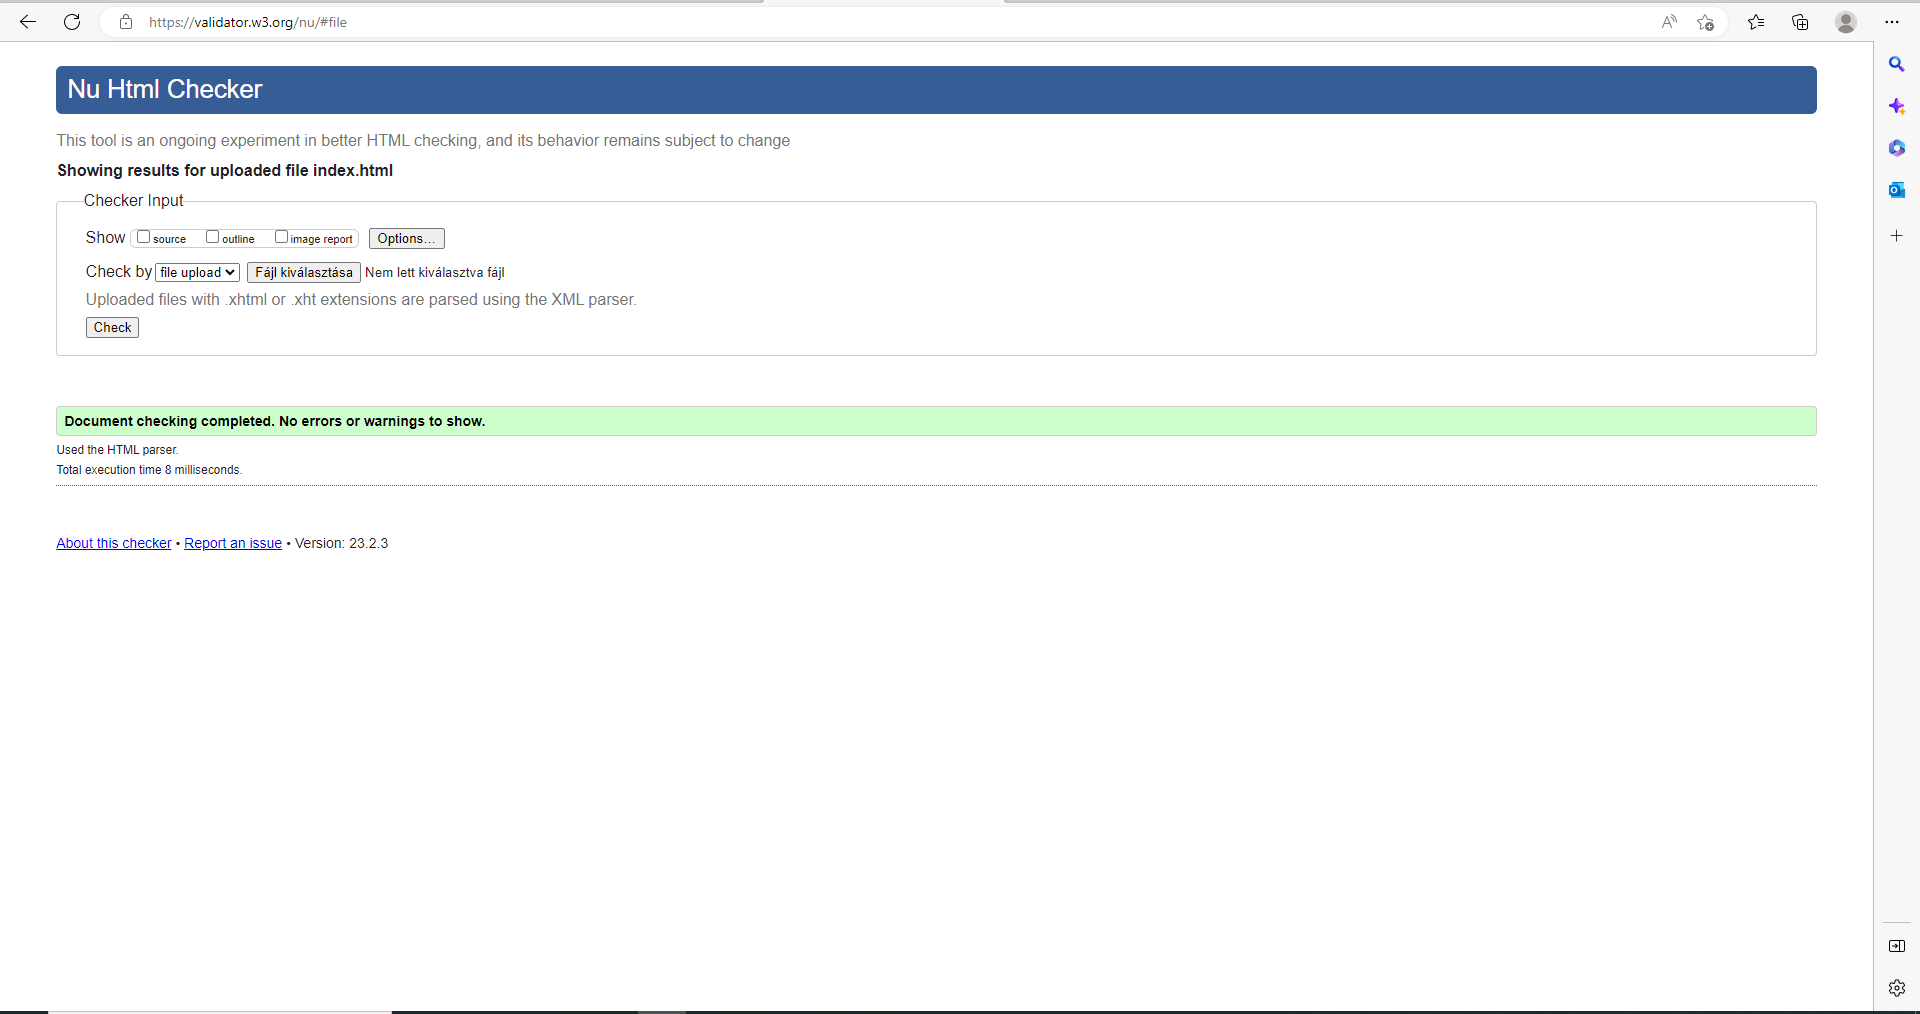 https://validator.w3.org/nu/#file
Nu Html Checker
This tool is an ongoing experiment in better HTML checking, and its behavior remains subject to change
Showing results for uploaded file index.html
Checker Input
Show source outline image report Options...
Check by file upload Fájl kiválasztása Nem lett kiválasztva fájl
Uploaded files with .xhtml or .xht extensions are parsed using the XML parser.
Check
Document checking completed. No errors or warnings to show.
Used the HTML parser.
Total execution time 8 milliseconds.
About this checker • Report an issue • Version: 23.2.3